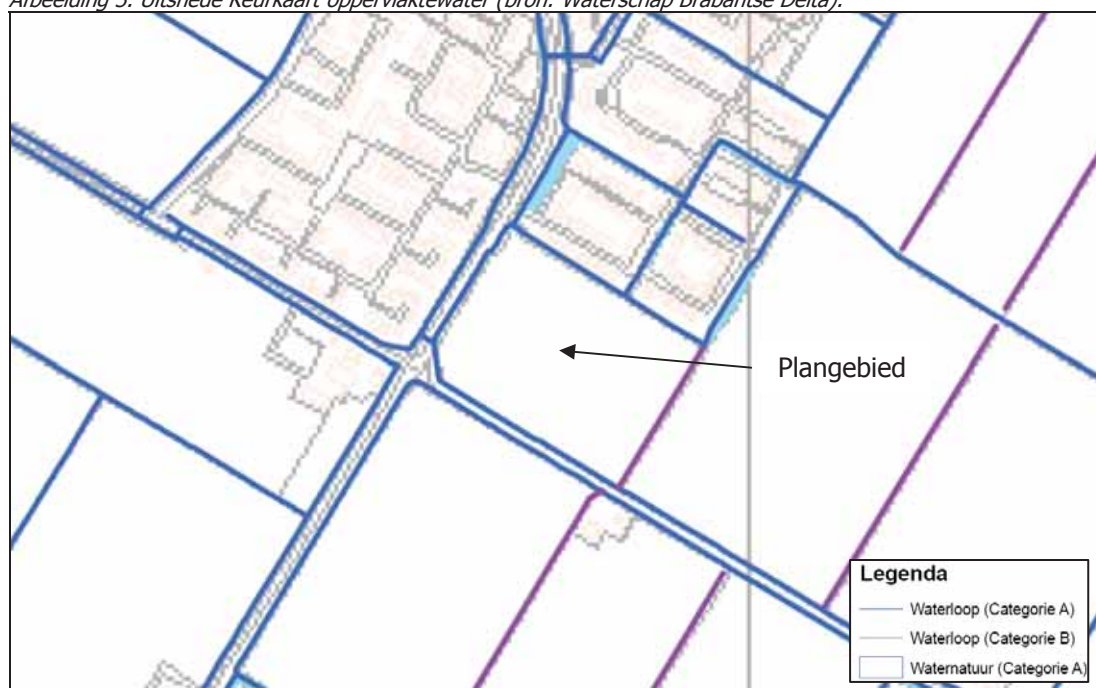 Afbeelding 5. Uitsnede Keurkaart oppervlaktewater (bron: Waterschap Brabantse Delta).
Plangebied
Legenda
Waterloop (Categorie A)
Waterloop (Categorie B)
Waternatuur (Categorie A)